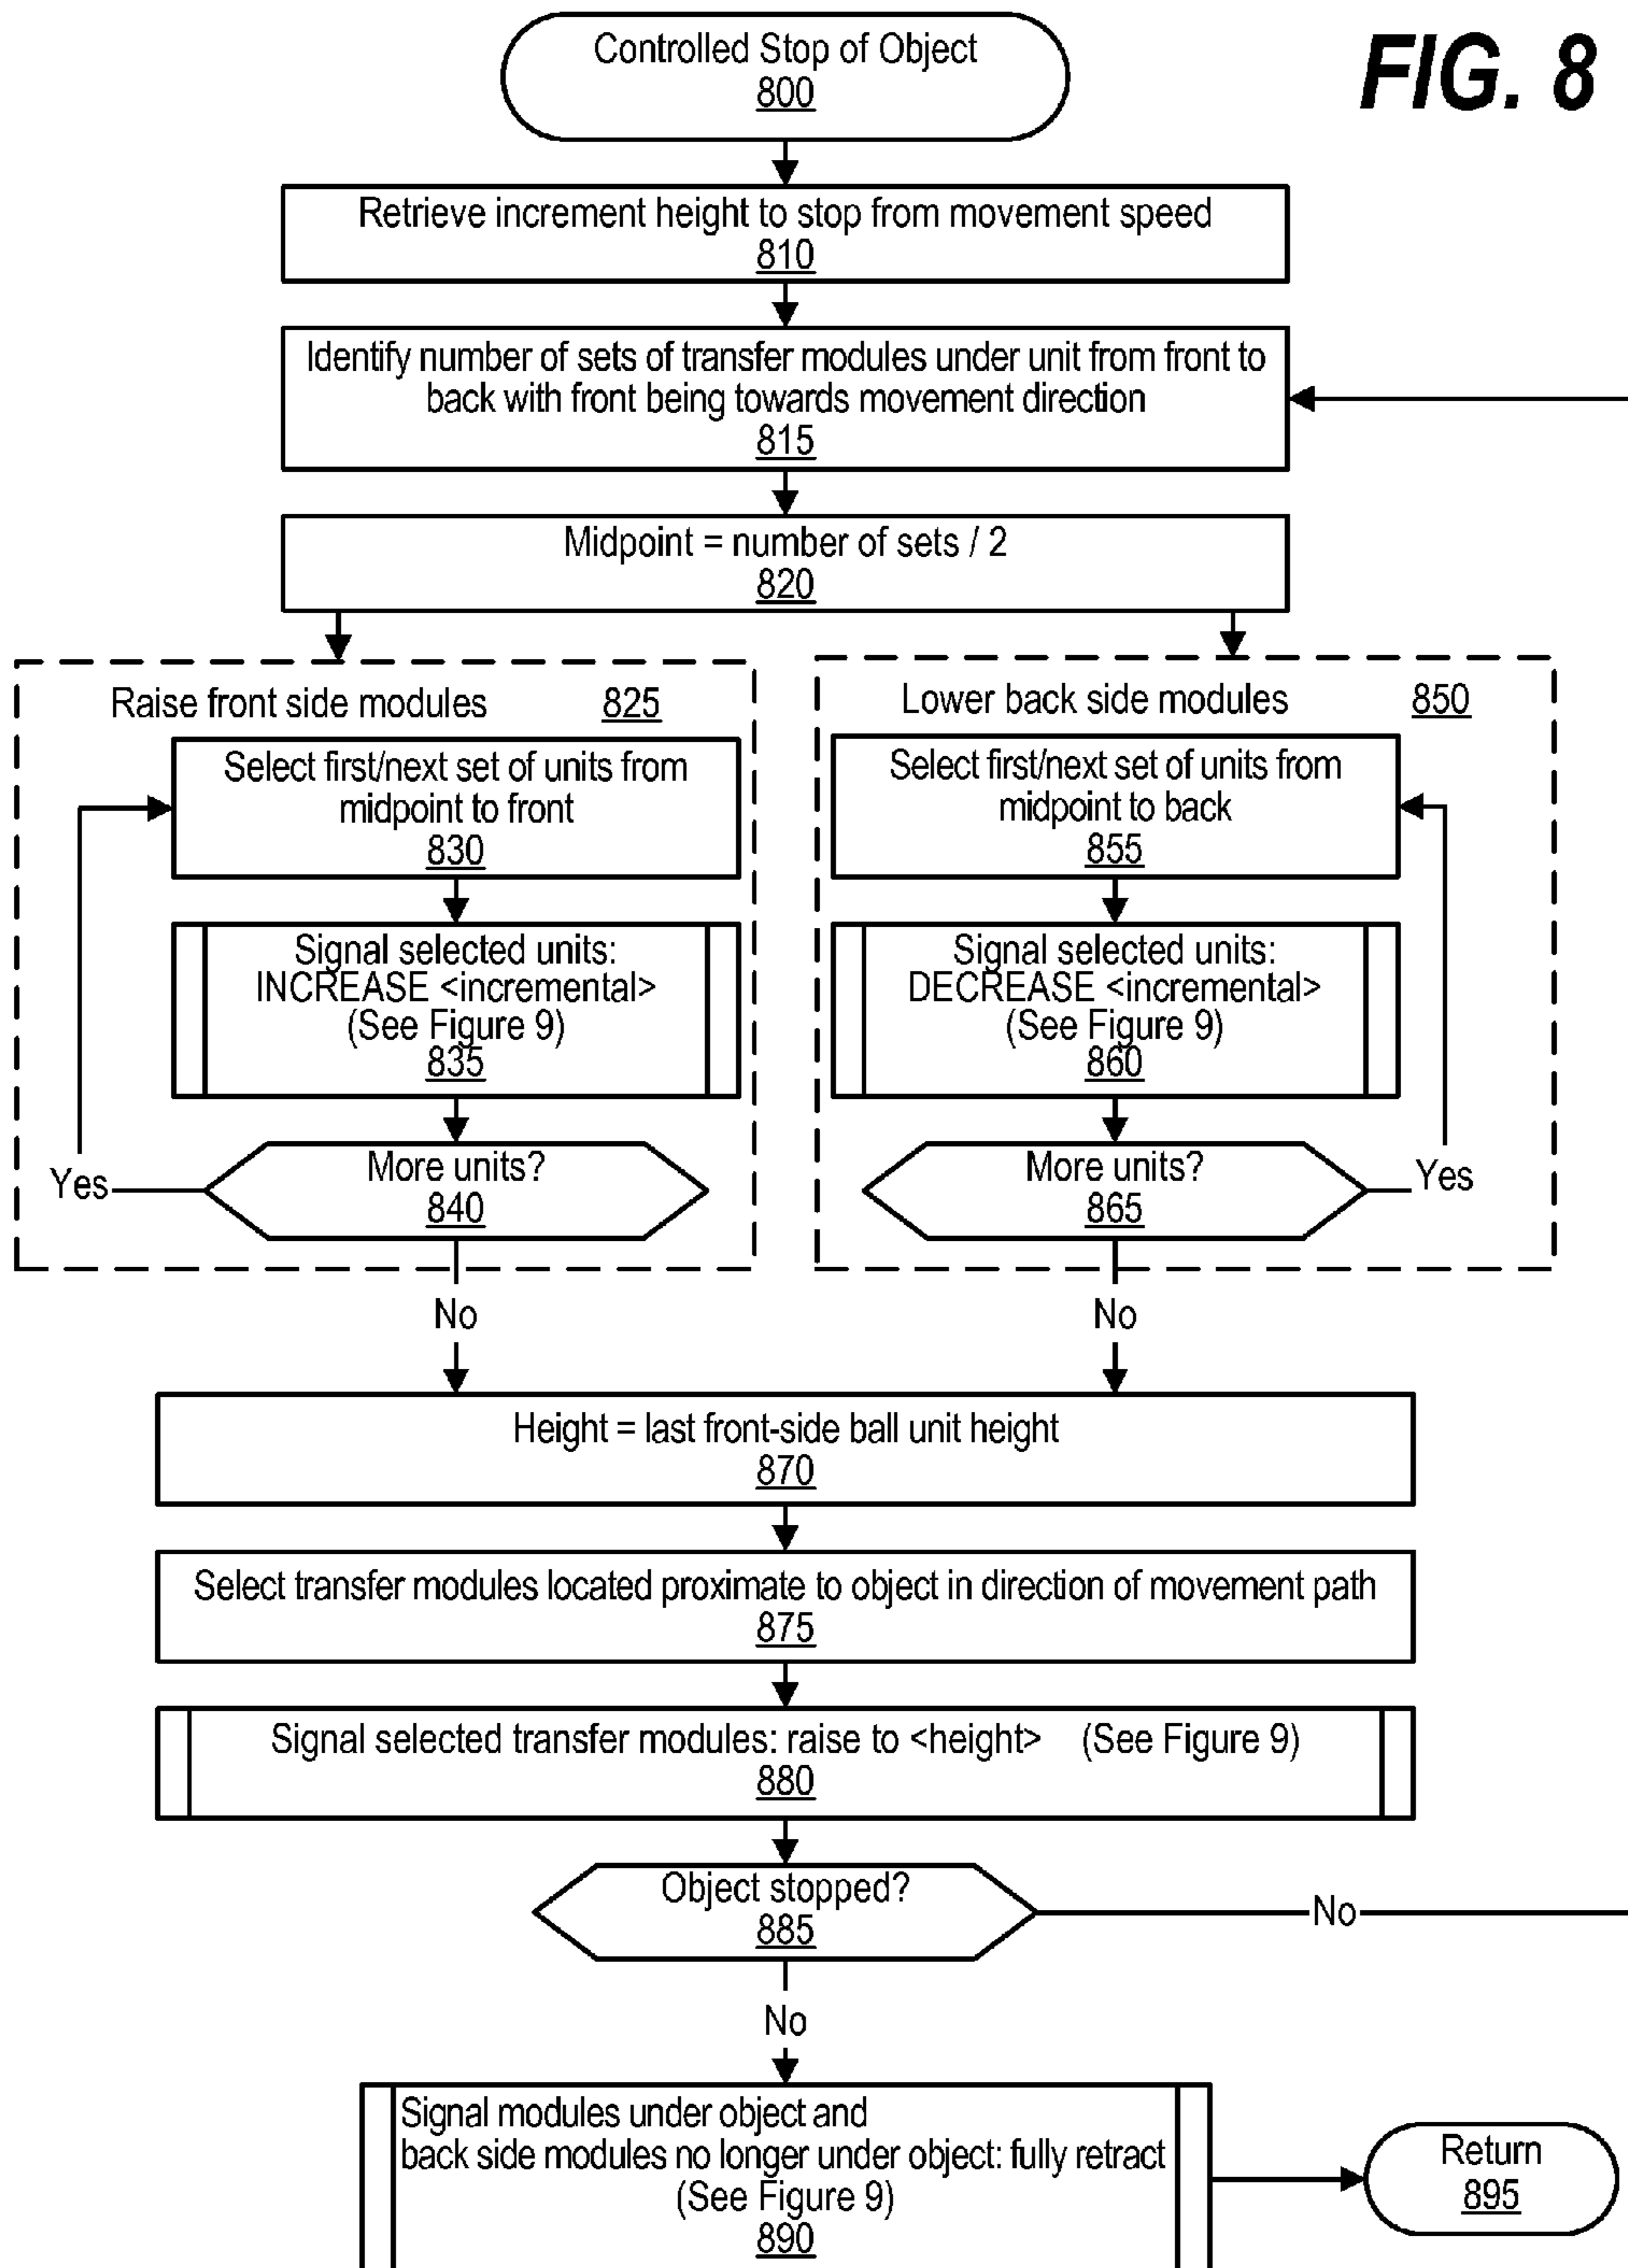 FIG. 8
Controlled Stop of Object
800
Retrieve increment height to stop from movement speed
810
Identify number of sets of transfer modules under unit from front to
back with front being towards movement direction
815
Midpoint = number of sets / 2
820
Raise front side modules 825
Select first/next set of units from
midpoint to front
830
Signal selected units:
INCREASE <incremental>
(See Figure 9)
835
More units?
840
Yes
No
Lower back side modules 850
Select first/next set of units from
midpoint to back
855
Signal selected units:
DECREASE <incremental>
(See Figure 9)
860
More units?
865
Yes
No
Height = last front-side ball unit height
870
Select transfer modules located proximate to object in direction of movement path
875
Signal selected transfer modules: raise to <height> (See Figure 9)
880
Object stopped?
885
No
No
Signal modules under object and
back side modules no longer under object: fully retract
(See Figure 9)
890
Return
895